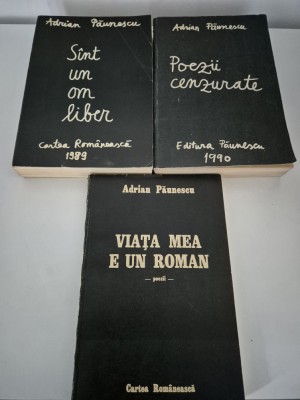 Adrian Păunescu
Sînt
un
om
liber
Cartea Românească
1989
Adrian Păunescu
Poezii
cenzurate
Editura Păunescu
1990
Adrian Păunescu
VIAȚA MEA
E UN ROMAN
— poezii —
Cartea Românească